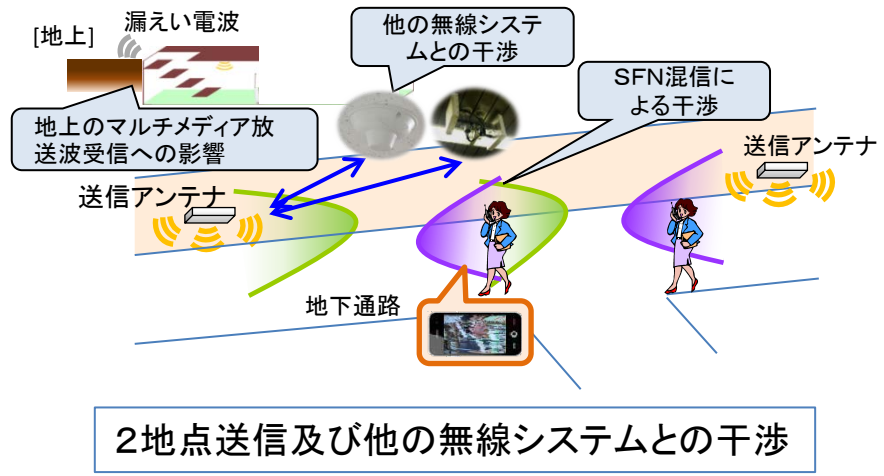 漏えい電波
[地上]
他の無線システ
ムとの干渉
SFN混信に
よる干渉
地上のマルチメディア放
送波受信への影響
送信アンテナ
送信アンテナ
地下通路
2地点送信及び他の無線システムとの干渉